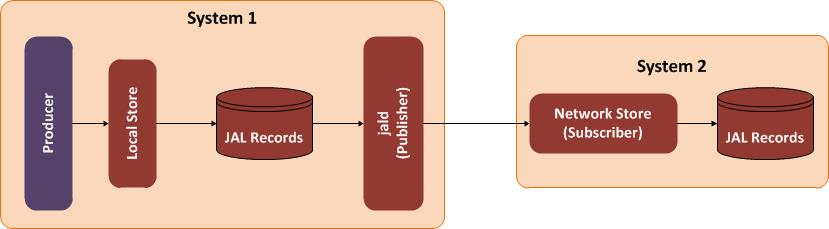 System 1
Producer
Local Store
JAL Records
jald
(Publisher)
System 2
Network Store
(Subscriber)
JAL Records